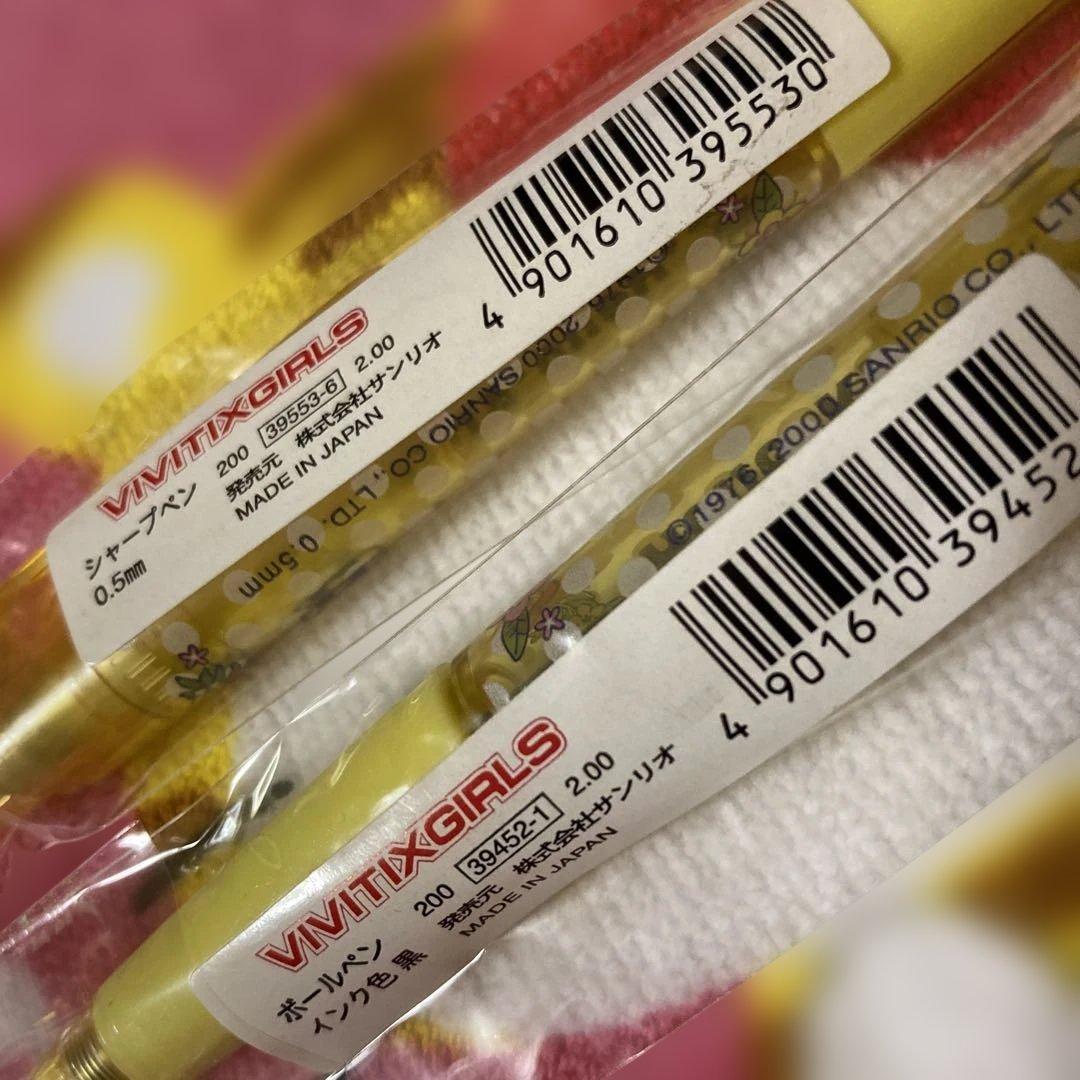 VIVITIXGIRLS
シャープペン 200 39553-6 2.00
0.5mm 発売元 株式会社サンリオ
MADE IN JAPAN
4 901610 395530
SANRIO CO., LTD. 0.5mm
©1976, 2000 SANRIO CO., LTD
VIVITIXGIRLS
ボールペン 200 39452-1 2.00
インク色 黒 発売元 株式会社サンリオ
MADE IN JAPAN
4 901610 39452